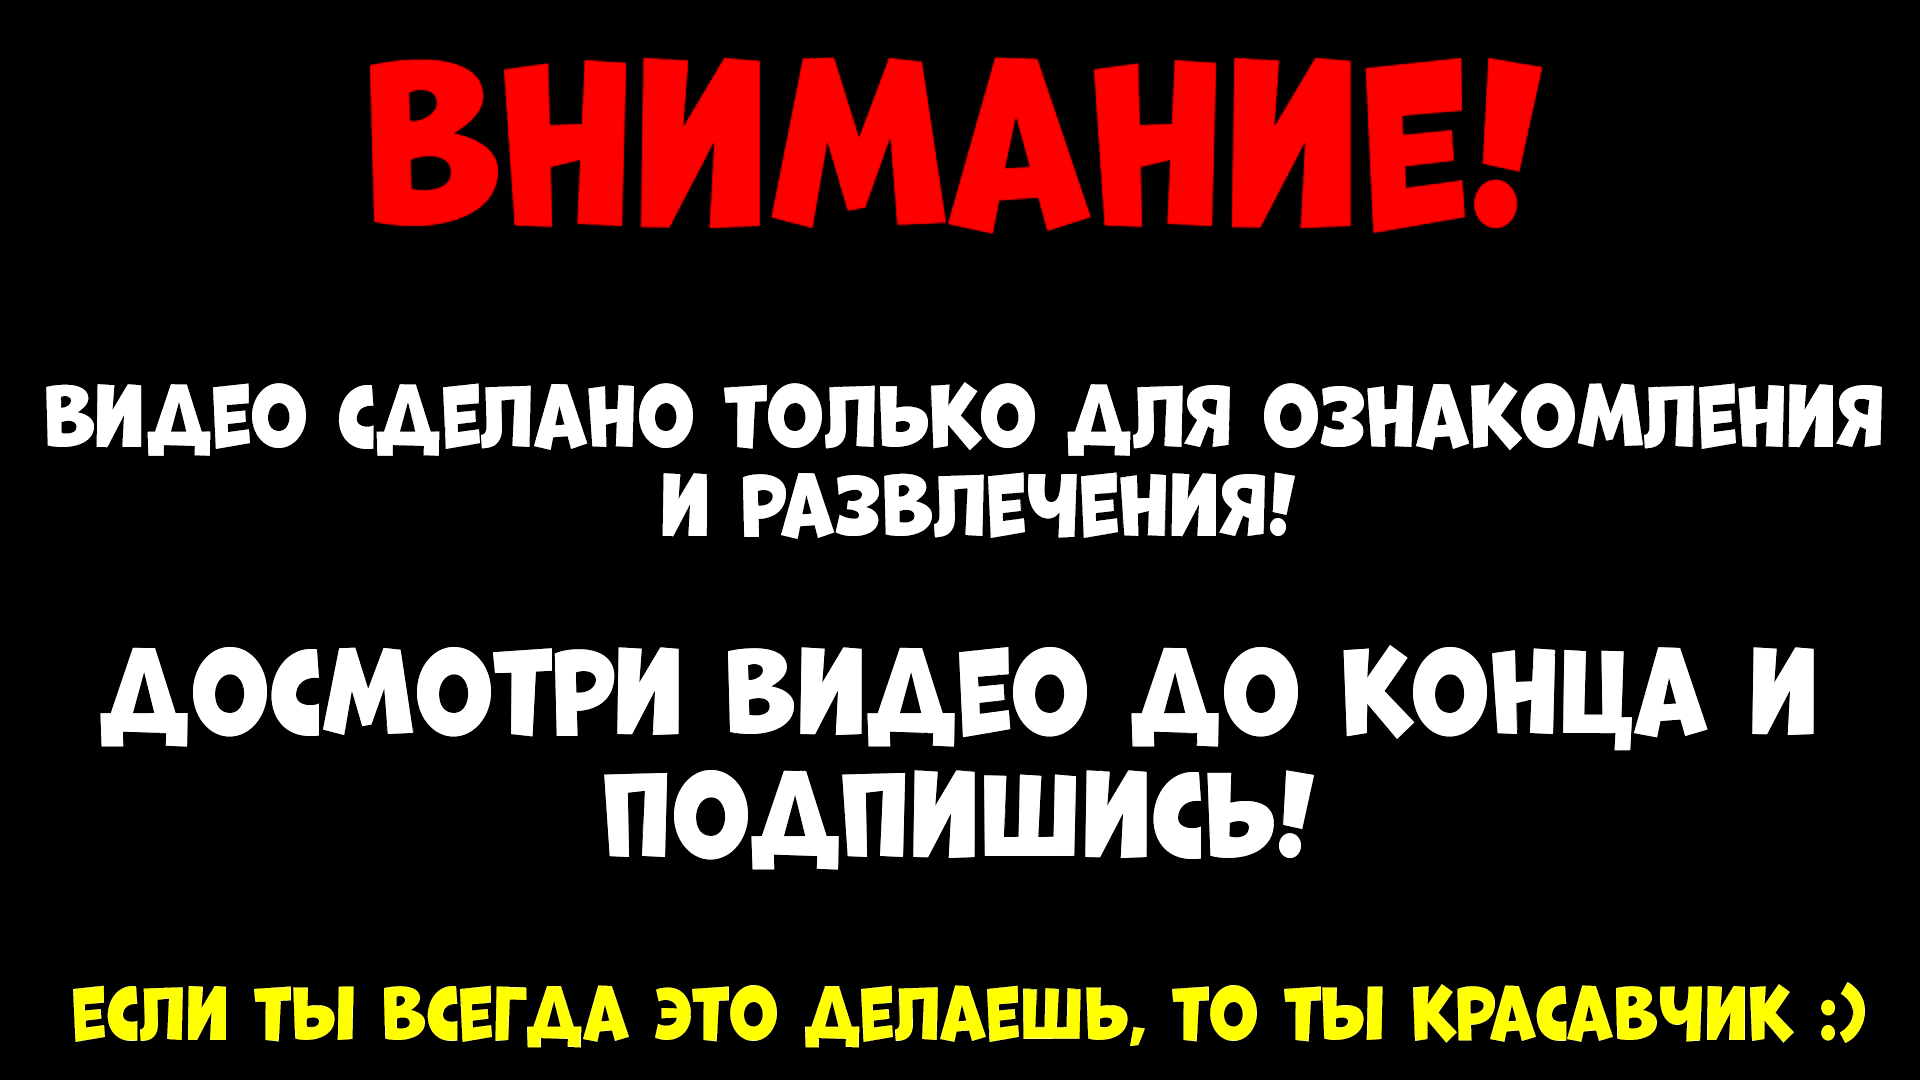 ВНИМАНИЕ!
ВИДЕО СДЕЛАНО ТОЛЬКО ДЛЯ ОЗНАКОМЛЕНИЯ
И РАЗВЛЕЧЕНИЯ!
ДОСМОТРИ ВИДЕО ДО КОНЦА И
ПОДПИШИСЬ!
ЕСЛИ ТЫ ВСЕГДА ЭТО ДЕЛАЕШЬ, ТО ТЫ КРАСАВЧИК :)